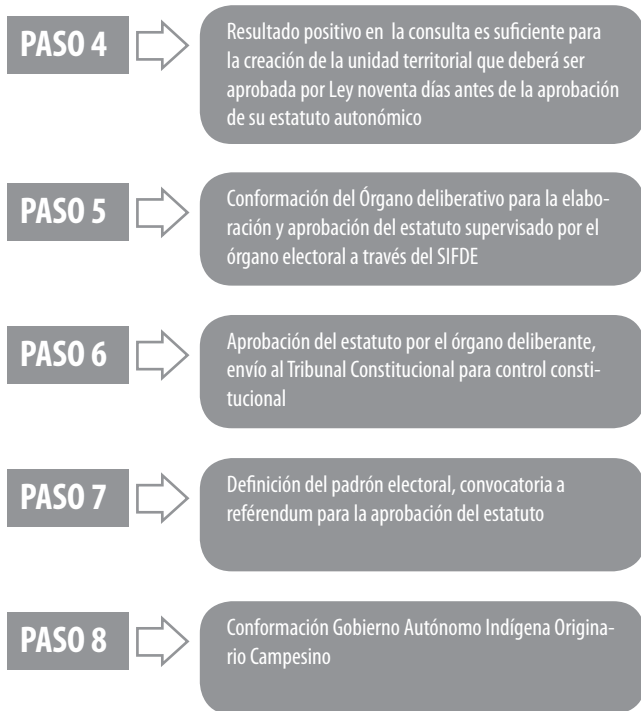 PASO 4
Resultado positivo en la consulta es suficiente para
la creación de la unidad territorial que deberá ser
aprobada por Ley noventa días antes de la aprobación
de su estatuto autonómico
PASO 5
Conformación del Órgano deliberativo para la elabo-
ración y aprobación del estatuto supervisado por el
órgano electoral a través del SIFDE
PASO 6
Aprobación del estatuto por el órgano deliberante,
envío al Tribunal Constitucional para control consti-
tucional
PASO 7
Definición del padrón electoral, convocatoria a
referéndum para la aprobación del estatuto
PASO 8
Conformación Gobierno Autónomo Indígena Origina-
rio Campesino